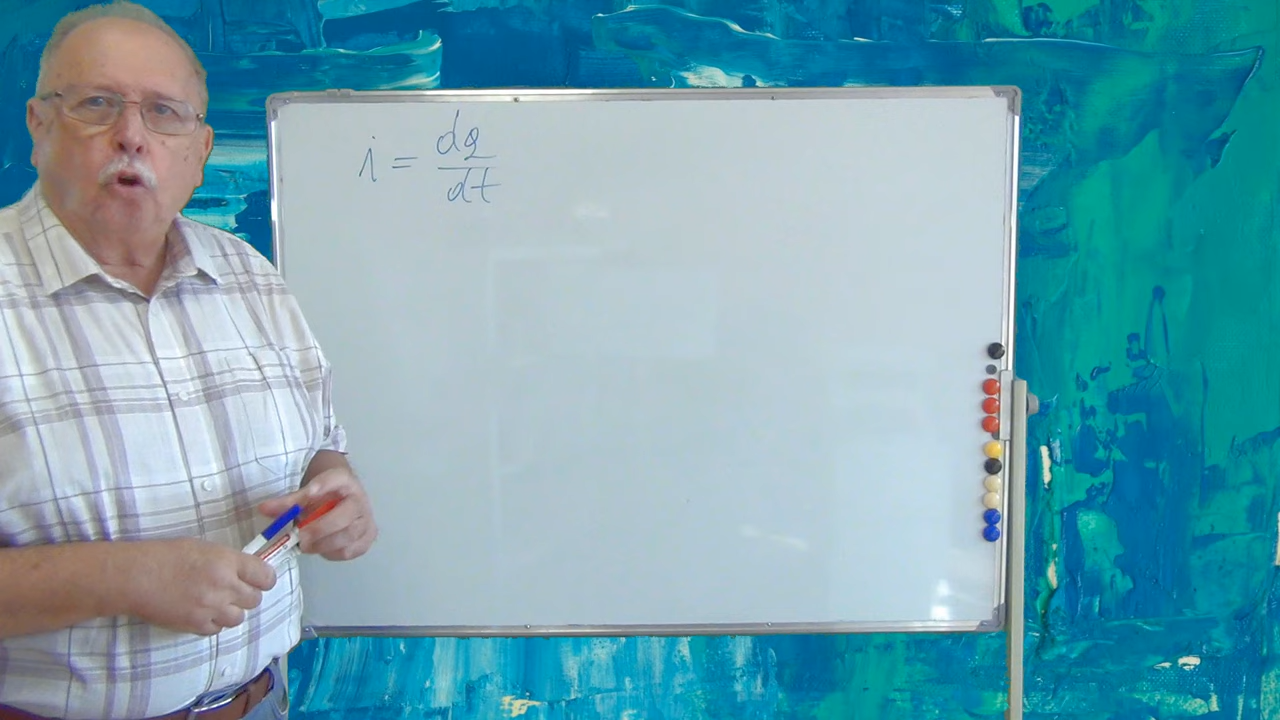 i = dq/dt